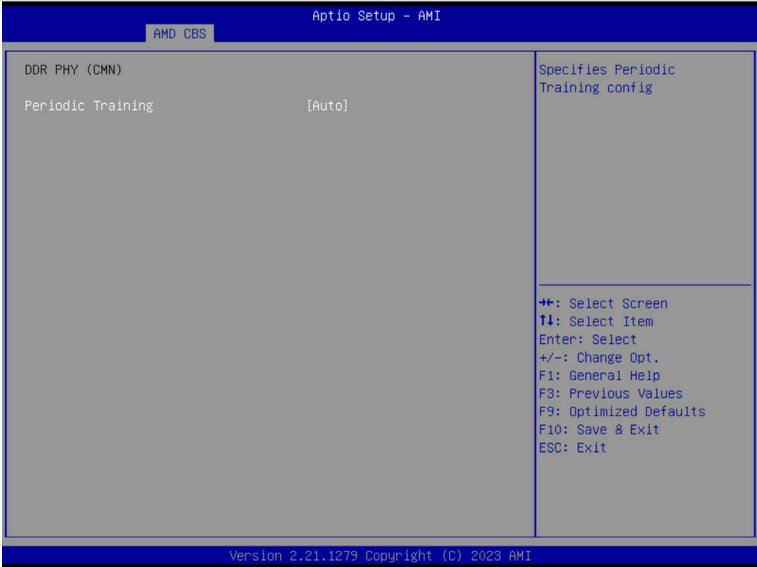 Aptio Setup – AMI
AMD CBS
DDR PHY (CMN)
Periodic Training [Auto]
Specifies Periodic
Training config
→←: Select Screen
↑↓: Select Item
Enter: Select
+/-: Change Opt.
F1: General Help
F3: Previous Values
F9: Optimized Defaults
F10: Save & Exit
ESC: Exit
Version 2.21.1279 Copyright (C) 2023 AMI